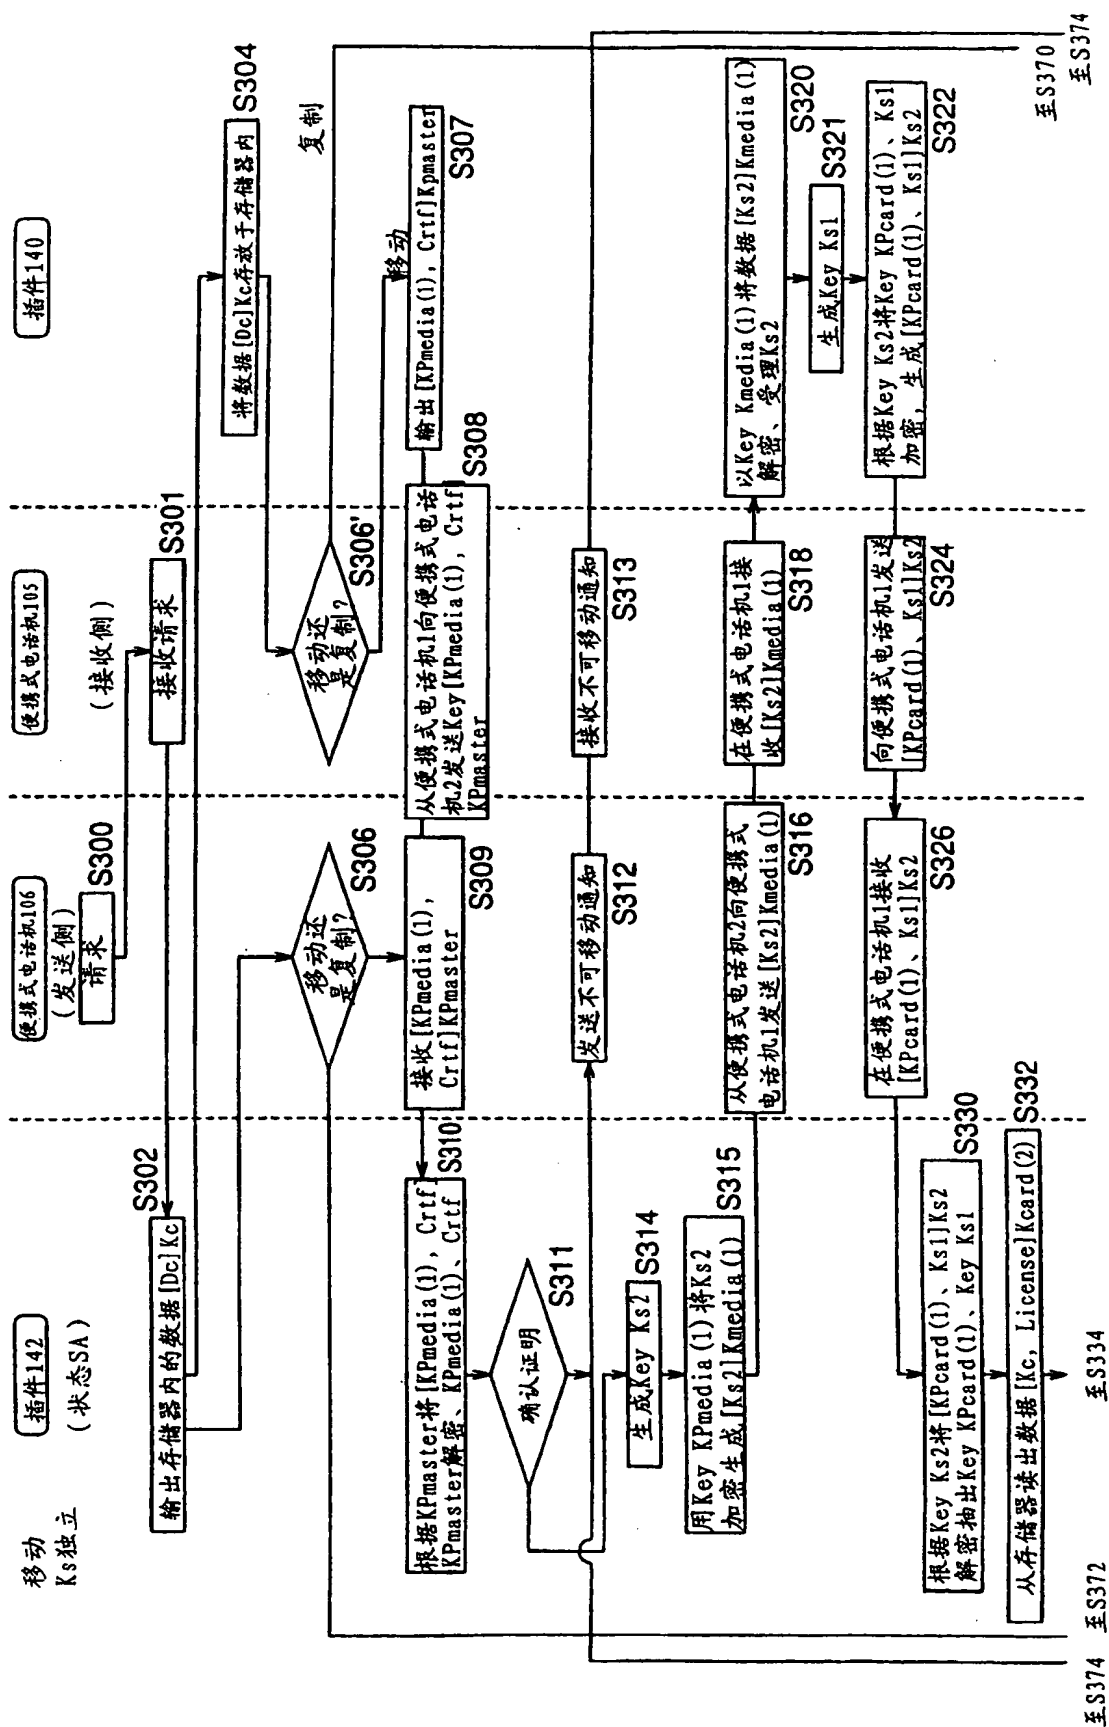 移动
Ks独立
插件142
(状态SA)
便携式电话机106
(发送侧)
便携式电话机105
(接收侧)
插件140
请求
S300
接收请求
S301
输出存储器内的数据[Dc]Kc
S302
将数据[Dc]Kc存放于存储器内
S304
移动还
是复制?
S306
移动还
是复制?
S306'
复制
移动
输出[KPmedia(1), Crtf]Kpmaster
S307
从便携式电话机1向便携式电话
机2发送Key[KPmedia(1), Crtf]
KPmaster
S308
接收[KPmedia(1),
Crtf]KPmaster
S309
根据KPmaster将[KPmedia(1), Crtf]
KPmaster解密、KPmedia(1)、Crtf
S310
确认证明
S311
发送不可移动通知
S312
接收不可移动通知
S313
生成Key Ks2
S314
用Key KPmedia(1)将Ks2
加密生成[Ks2]Kmedia(1)
S315
从便携式电话机2向便携式
电话机1发送[Ks2]Kmedia(1)
S316
在便携式电话机1接
收[Ks2]Kmedia(1)
S318
以Key Kmedia(1)将数据[Ks2]Kmedia(1)
解密、受理Ks2
S320
生成Key Ks1
S321
根据Key Ks2将Key KPcard(1)、Ks1
加密, 生成[KPcard(1)、Ks1]Ks2
S322
向便携式电话机1发送
[KPcard(1)、Ks1]Ks2
S324
在便携式电话机1接收
[KPcard(1)、Ks1]Ks2
S326
根据Key Ks2将[KPcard(1)、Ks1]Ks2
解密抽出Key KPcard(1)、Key Ks1
S330
从存储器读出数据[Kc, License]Kcard(2)
S332
至S374
至S372
至S334
至S370
至S374